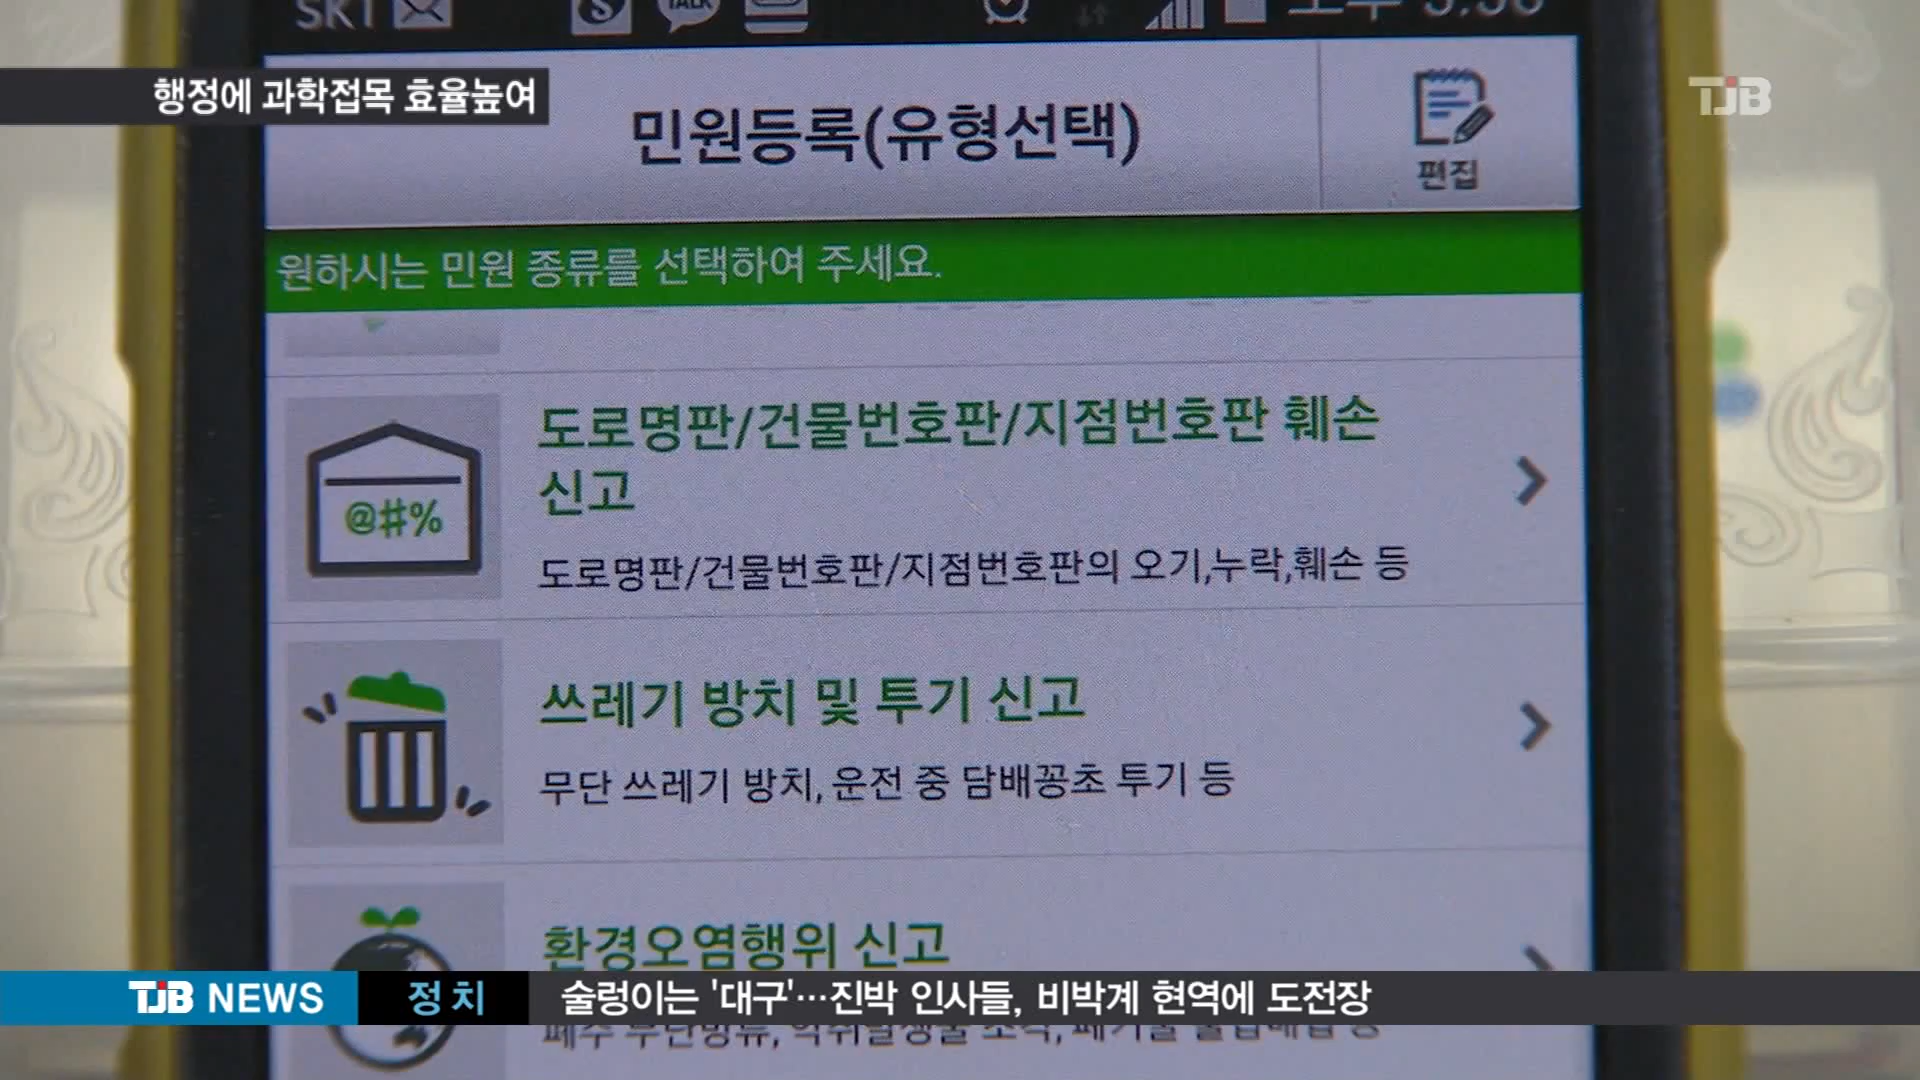 SKT
TALK
행정에 과학접목 효율높여
민원등록(유형선택)
편집
TJB
원하시는 민원 종류를 선택하여 주세요.
도로명판/건물번호판/지점번호판 훼손
신고
@#%
도로명판/건물번호판/지점번호판의 오기,누락,훼손 등
쓰레기 방치 및 투기 신고
무단 쓰레기 방치, 운전 중 담배꽁초 투기 등
환경오염행위 신고
TJB NEWS
정치
술렁이는 '대구'…진박 인사들, 비박계 현역에 도전장